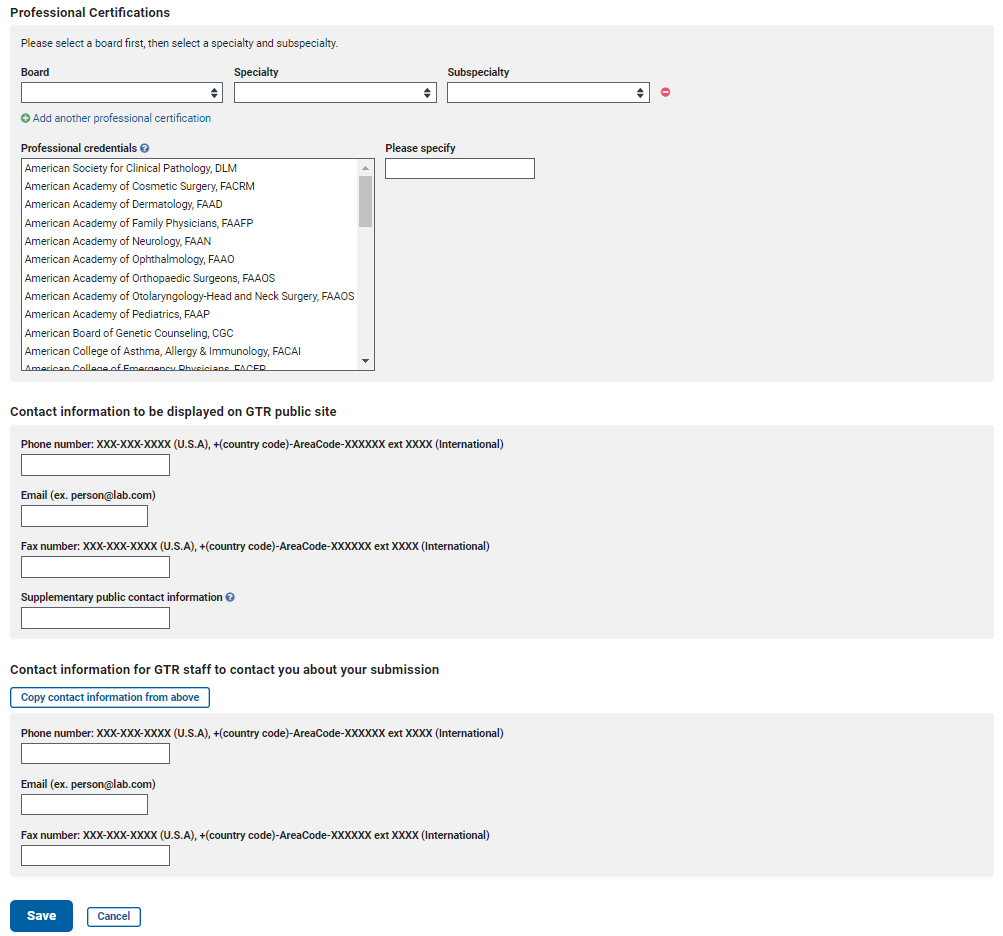 Professional Certifications
Please select a board first, then select a specialty and subspecialty.
Board Specialty Subspecialty
Add another professional certification
Professional credentials Please specify
American Society for Clinical Pathology, DLM
American Academy of Cosmetic Surgery, FACRM
American Academy of Dermatology, FAAD
American Academy of Family Physicians, FAAFP
American Academy of Neurology, FAAN
American Academy of Ophthalmology, FAAO
American Academy of Orthopaedic Surgeons, FAAOS
American Academy of Otolaryngology-Head and Neck Surgery, FAAOS
American Academy of Pediatrics, FAAP
American Board of Genetic Counseling, CGC
American College of Asthma, Allergy & Immunology, FACAI
American College of Emergency Physicians, FACEP
Contact information to be displayed on GTR public site
Phone number: XXX-XXX-XXXX (U.S.A), +(country code)-AreaCode-XXXXXX ext XXXX (International)
Email (ex. person@lab.com)
Fax number: XXX-XXX-XXXX (U.S.A), +(country code)-AreaCode-XXXXXX ext XXXX (International)
Supplementary public contact information
Contact information for GTR staff to contact you about your submission
Copy contact information from above
Phone number: XXX-XXX-XXXX (U.S.A), +(country code)-AreaCode-XXXXXX ext XXXX (International)
Email (ex. person@lab.com)
Fax number: XXX-XXX-XXXX (U.S.A), +(country code)-AreaCode-XXXXXX ext XXXX (International)
Save Cancel